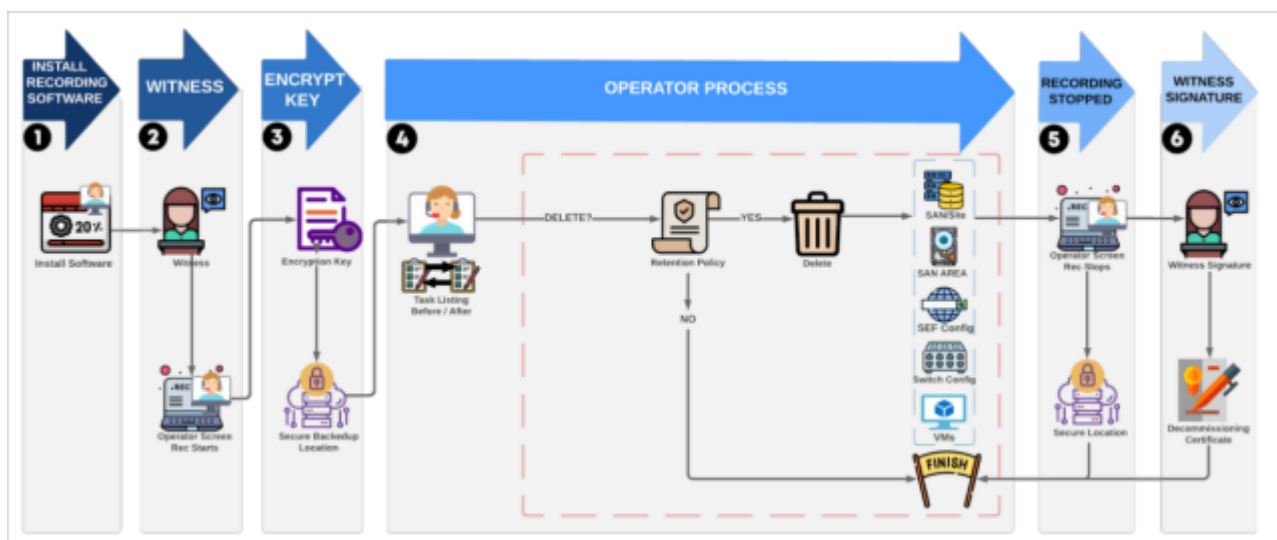 INSTALL
RECORDING
SOFTWARE
WITNESS
ENCRYPT
KEY
OPERATOR PROCESS
RECORDING
STOPPED
WITNESS
SIGNATURE
1
2
3
4
5
6
20%
Install Software
Witness
Encryption Key
Task Listing
Before / After
DELETE?
Retention Policy
YES
Delete
NO
SAN/Site
SAN AREA
SEF Config
Switch Config
VMs
FINISH
.REC
Operator Screen
Rec Starts
Secure Backedup
Location
.REC
Operator Screen
Rec Stops
Secure Location
Witness Signature
Decommissioning
Certificate